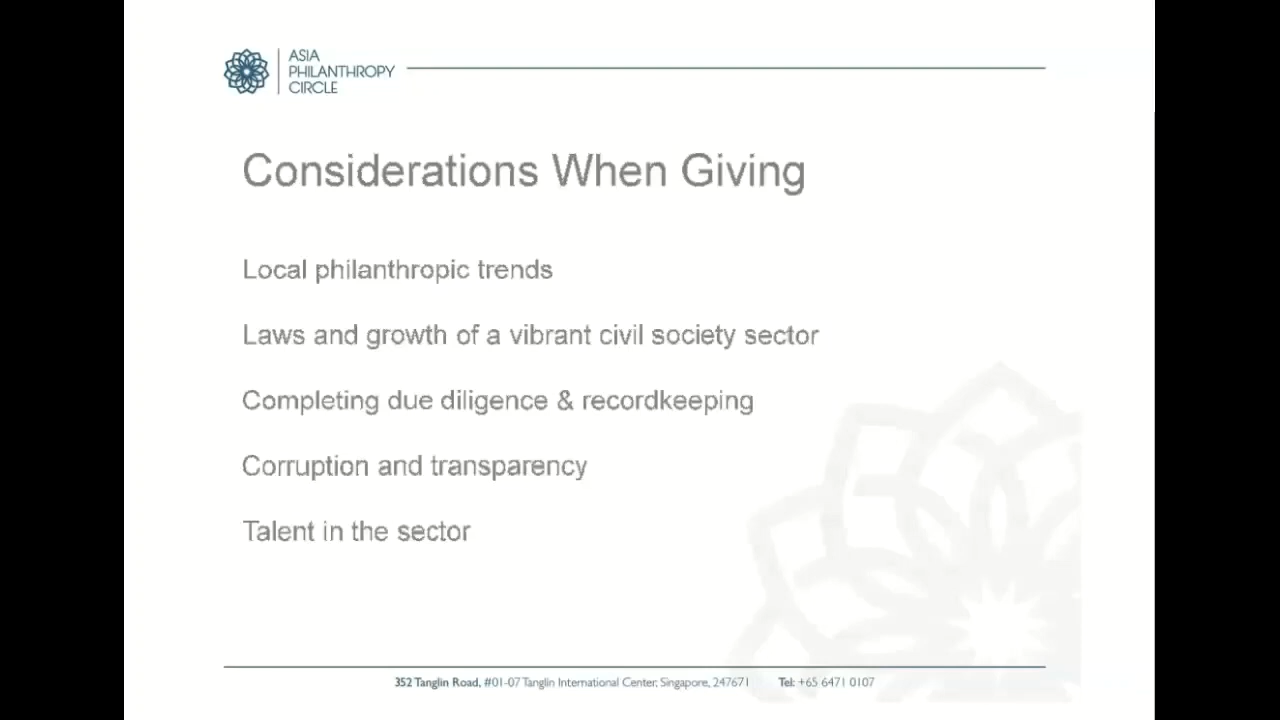 ASIA
PHILANTHROPY
CIRCLE
Considerations When Giving
Local philanthropic trends
Laws and growth of a vibrant civil society sector
Completing due diligence & recordkeeping
Corruption and transparency
Talent in the sector
352 Tanglin Road, #01-07 Tanglin International Center, Singapore, 247671 Tel: +65 6471 0107